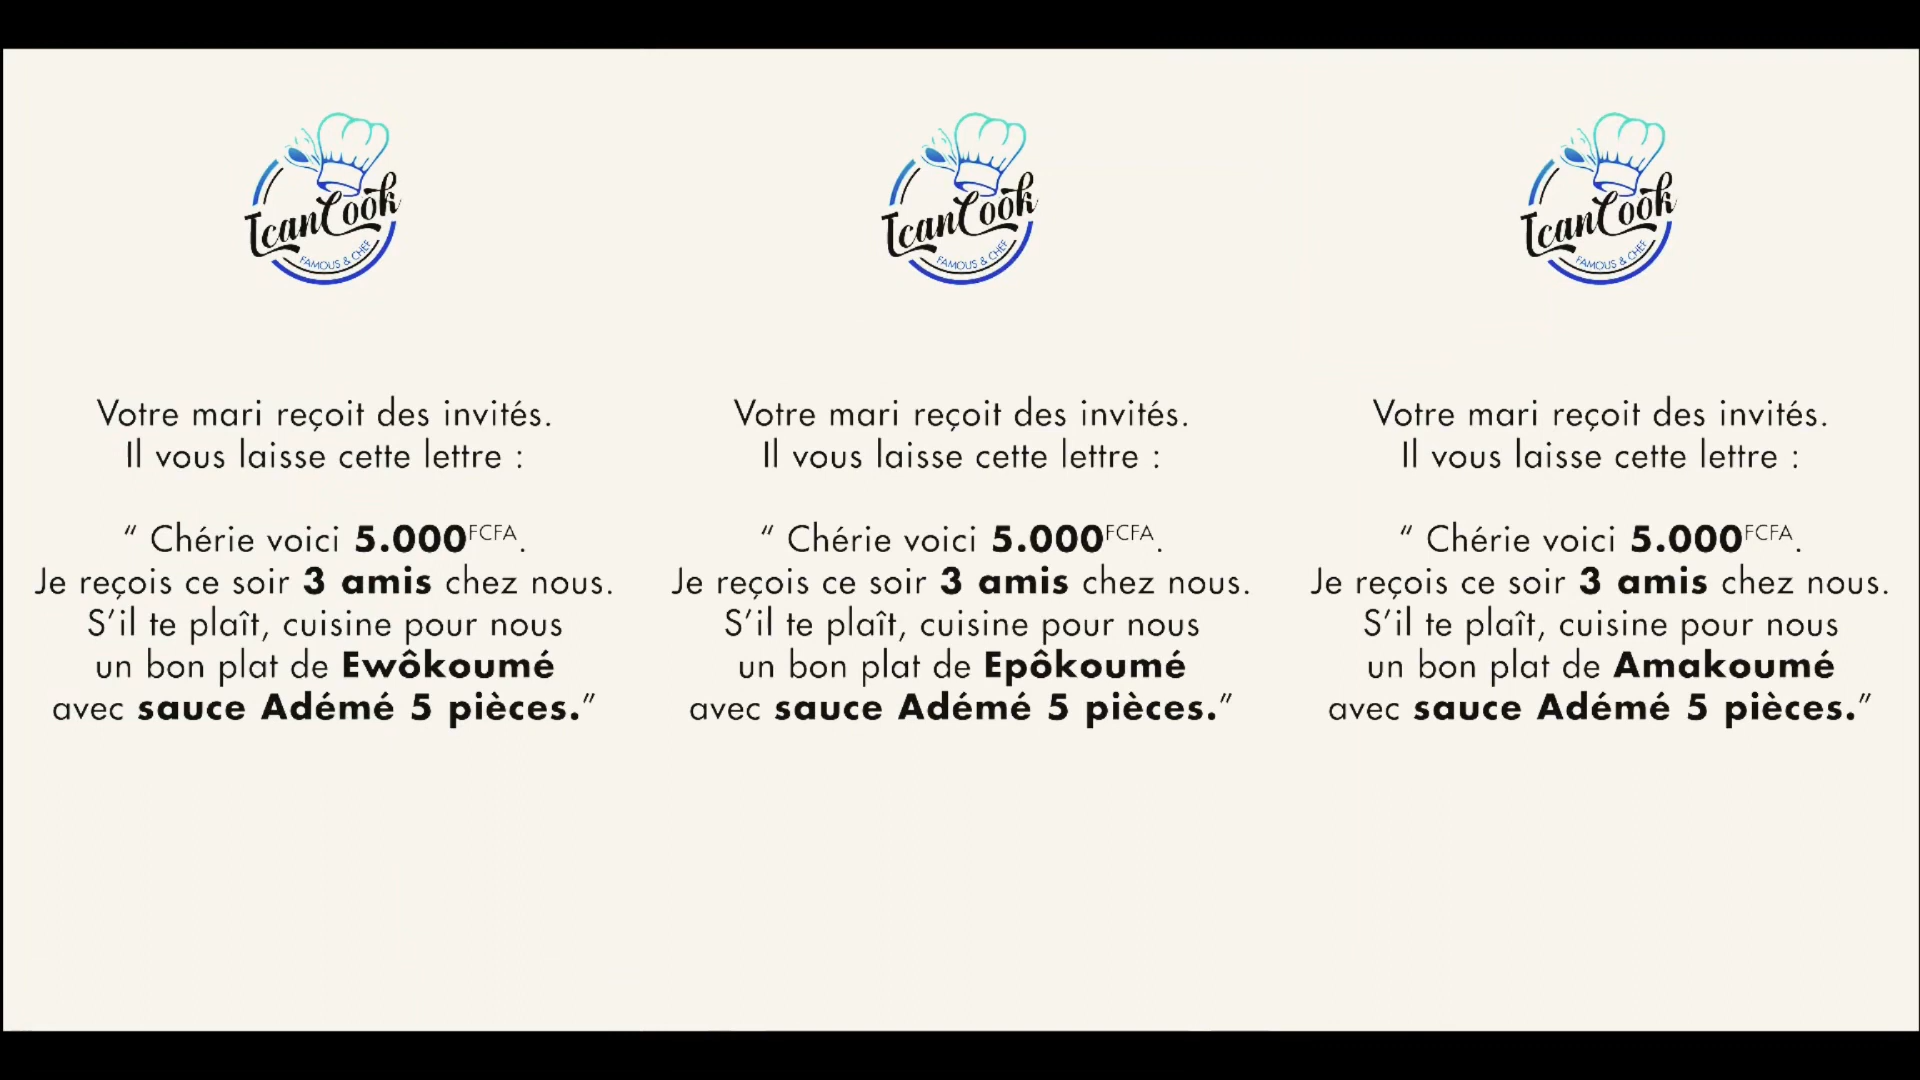 IcanCook
FAMOUS & CHEF
Votre mari reçoit des invités.
Il vous laisse cette lettre :
“ Chérie voici 5.000FCFA.
Je reçois ce soir 3 amis chez nous.
S’il te plaît, cuisine pour nous
un bon plat de Ewôkoumé
avec sauce Adémé 5 pièces.”
IcanCook
FAMOUS & CHEF
Votre mari reçoit des invités.
Il vous laisse cette lettre :
“ Chérie voici 5.000FCFA.
Je reçois ce soir 3 amis chez nous.
S’il te plaît, cuisine pour nous
un bon plat de Epôkoumé
avec sauce Adémé 5 pièces.”
IcanCook
FAMOUS & CHEF
Votre mari reçoit des invités.
Il vous laisse cette lettre :
“ Chérie voici 5.000FCFA.
Je reçois ce soir 3 amis chez nous.
S’il te plaît, cuisine pour nous
un bon plat de Amakoumé
avec sauce Adémé 5 pièces.”